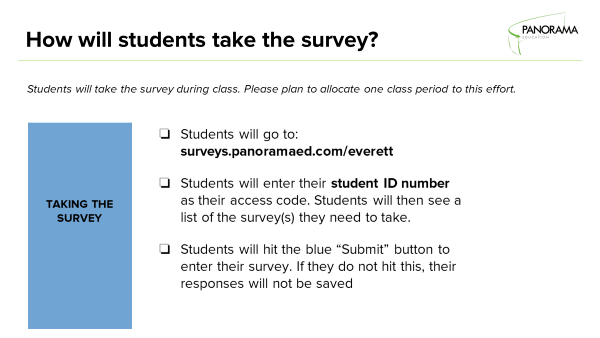 How will students take the survey?
PANORAMA
EDUCATION
Students will take the survey during class. Please plan to allocate one class period to this effort.
TAKING THE
SURVEY
❏ Students will go to:
surveys.panoramaed.com/everett
❏ Students will enter their student ID number
as their access code. Students will then see a
list of the survey(s) they need to take.
❏ Students will hit the blue “Submit” button to
enter their survey. If they do not hit this, their
responses will not be saved